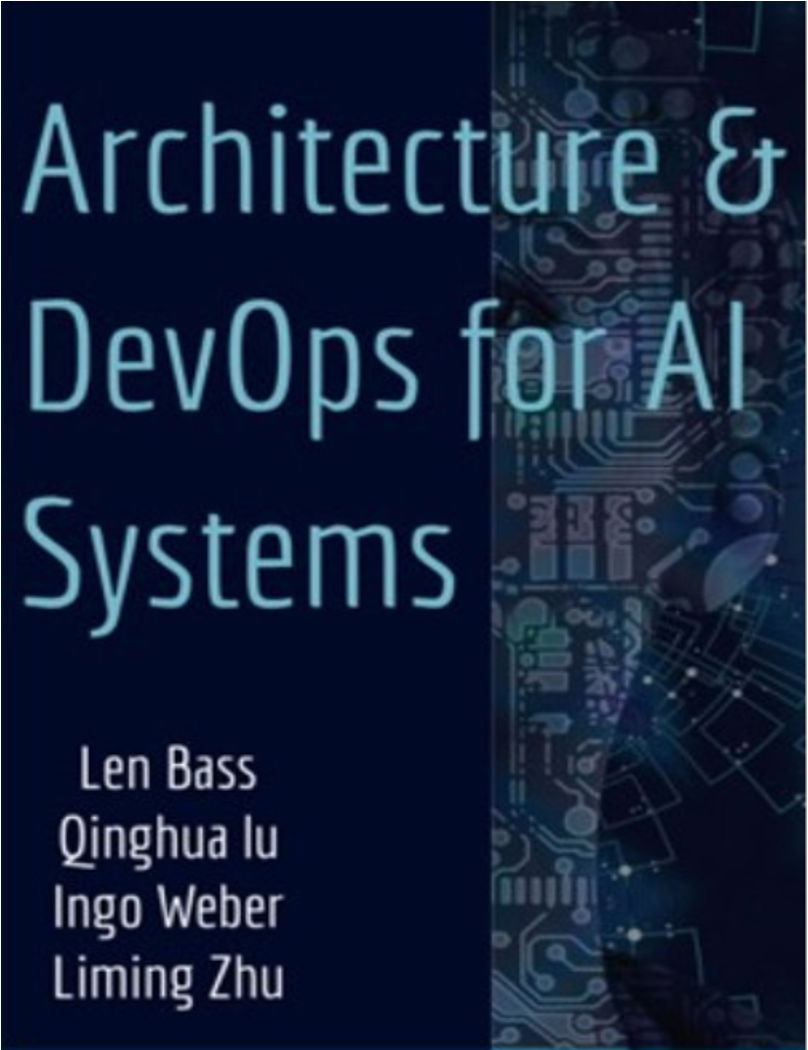 Architecture &
DevOps for AI
Systems
Len Bass
Qinghua lu
Ingo Weber
Liming Zhu